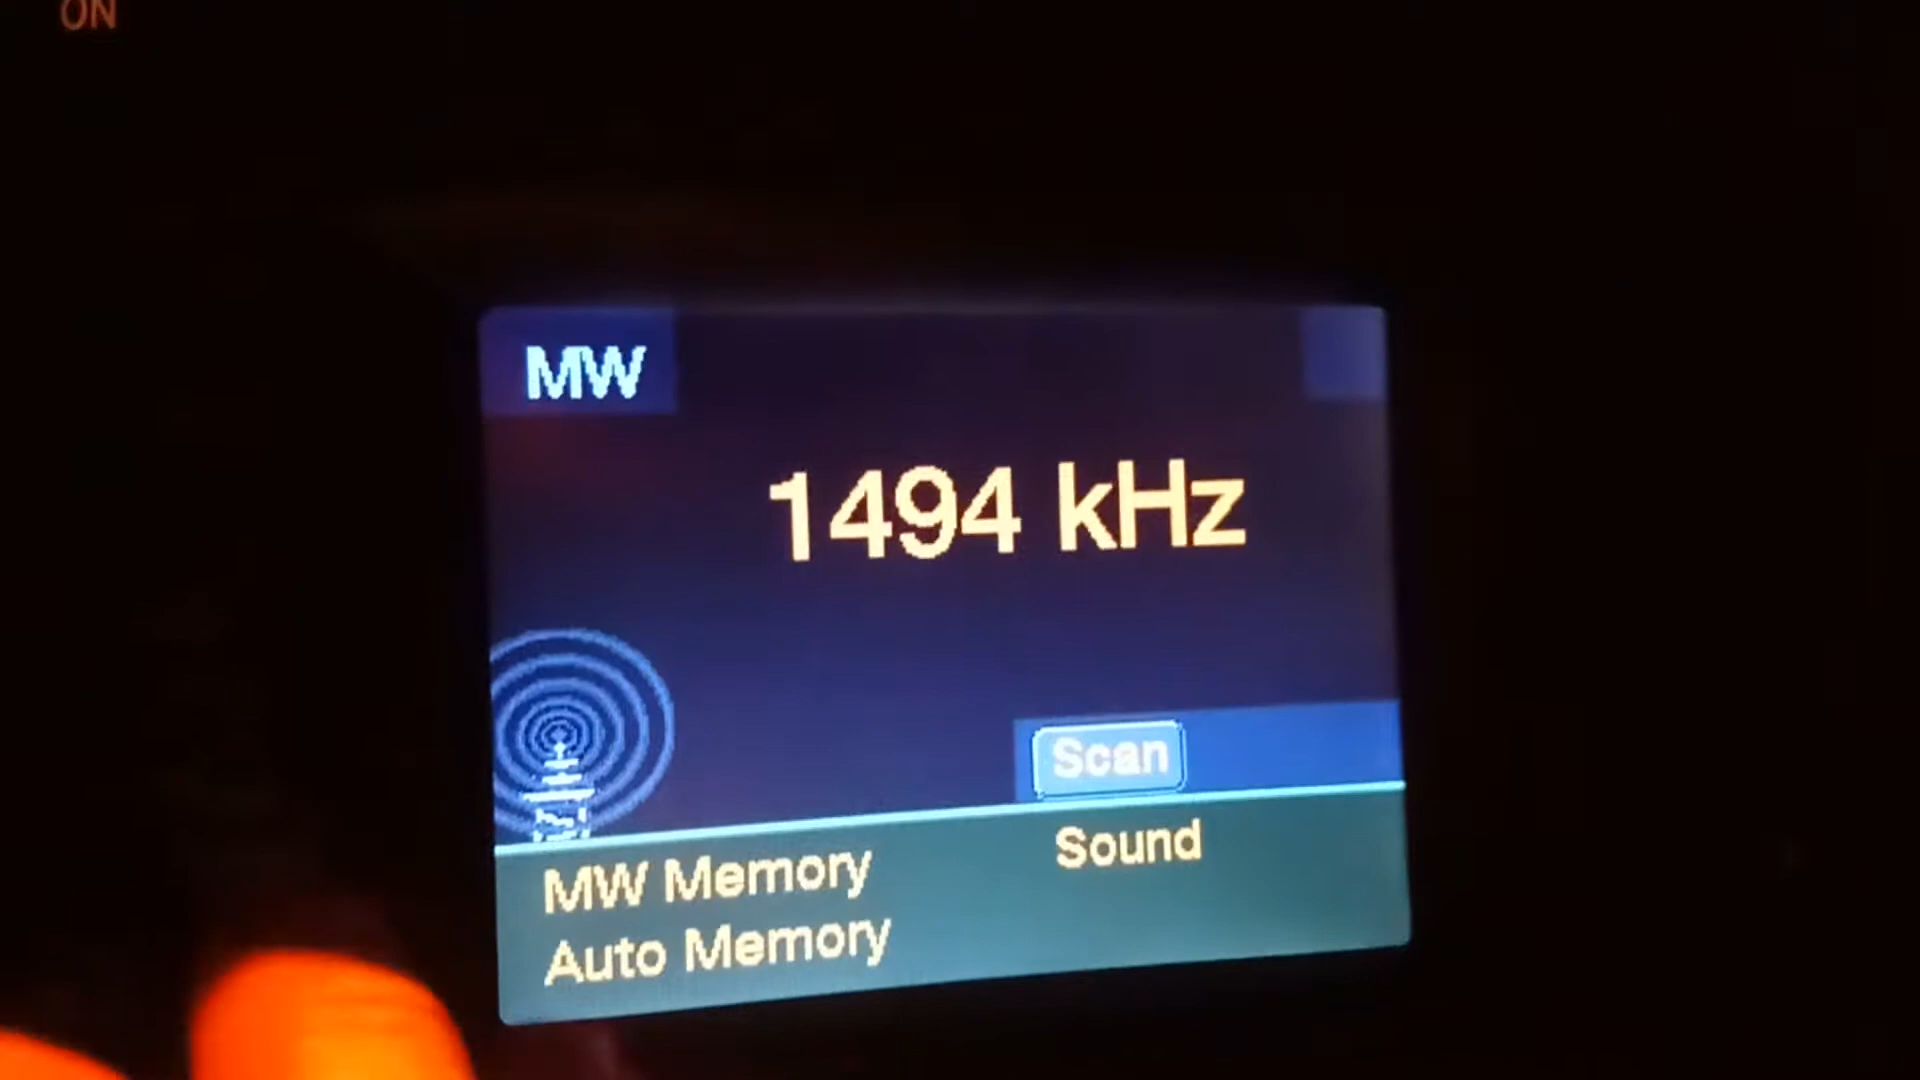 ON
MW
1494 kHz
Scan
MW Memory
Sound
Auto Memory